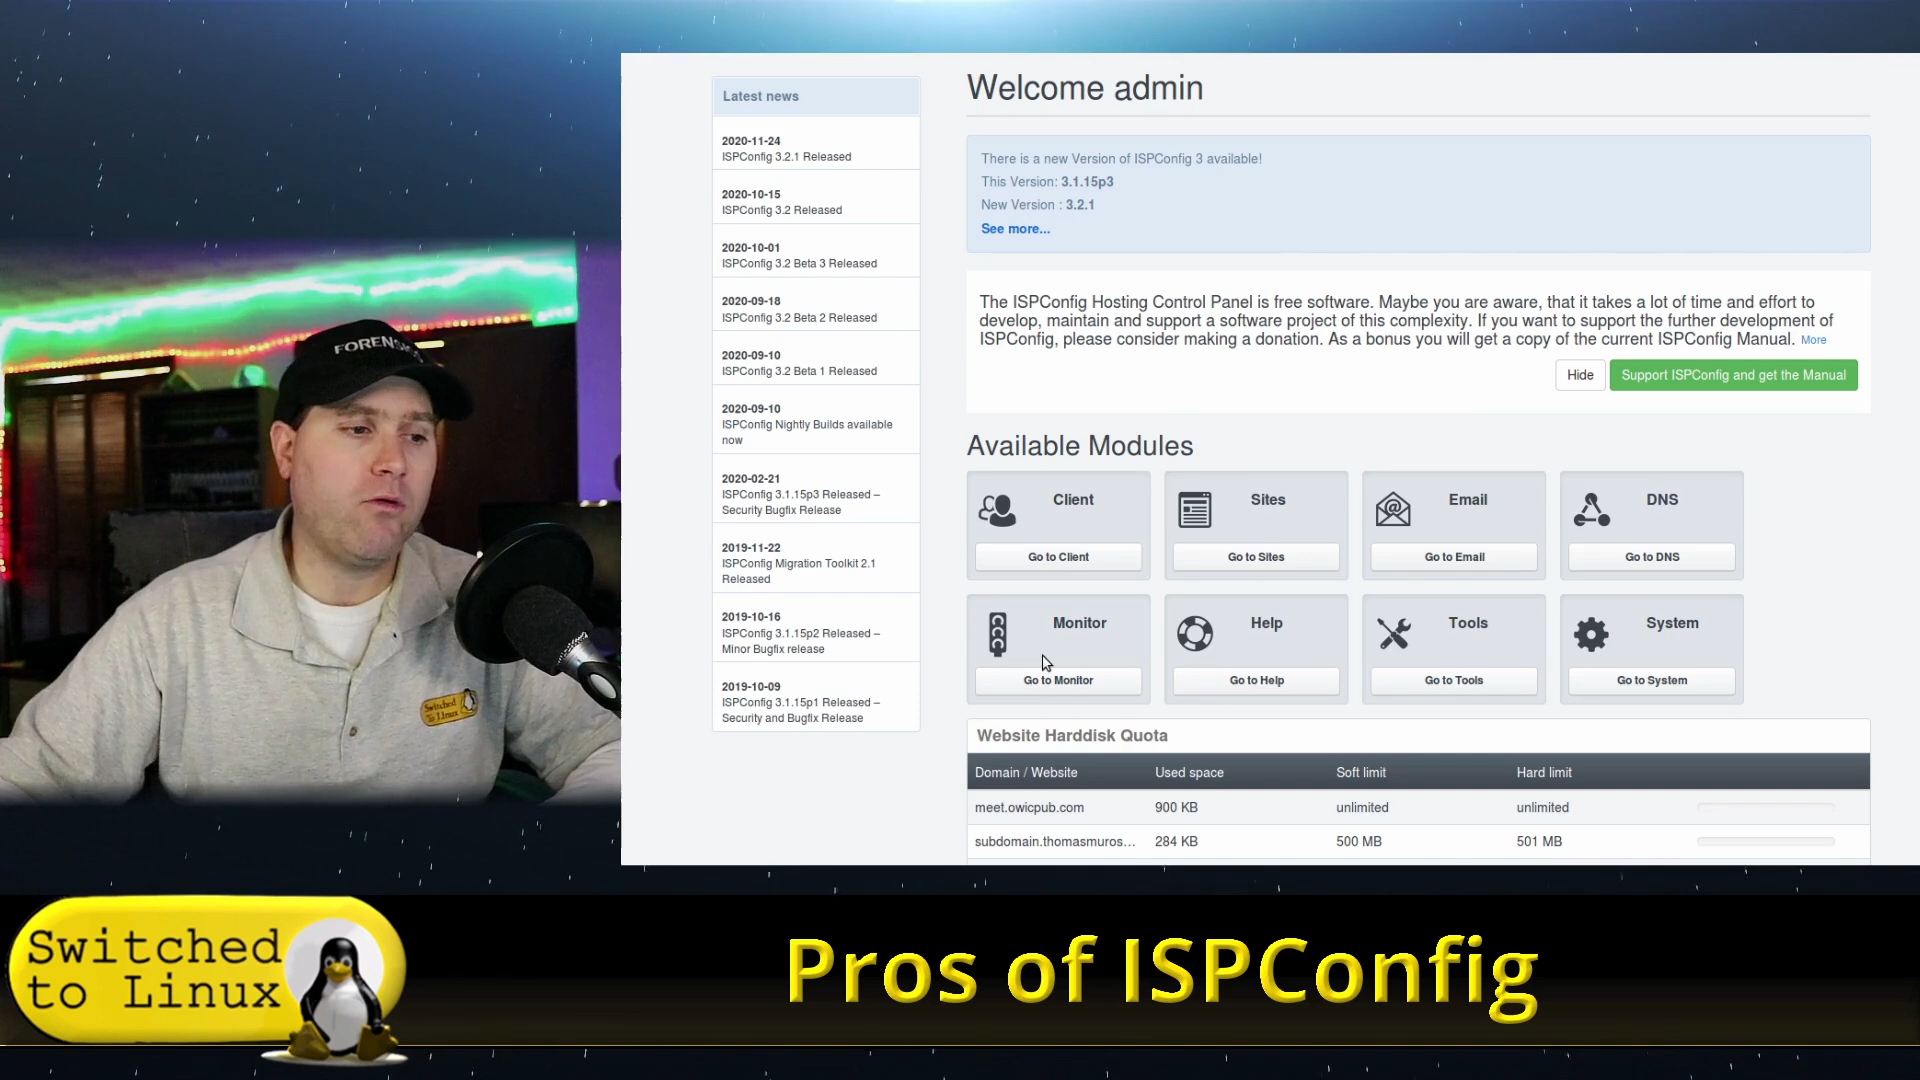 Latest news
2020-11-24
ISPConfig 3.2.1 Released
2020-10-15
ISPConfig 3.2 Released
2020-10-01
ISPConfig 3.2 Beta 3 Released
2020-09-18
ISPConfig 3.2 Beta 2 Released
2020-09-10
ISPConfig 3.2 Beta 1 Released
2020-09-10
ISPConfig Nightly Builds available
now
2020-02-21
ISPConfig 3.1.15p3 Released –
Security Bugfix Release
2019-11-22
ISPConfig Migration Toolkit 2.1
Released
2019-10-16
ISPConfig 3.1.15p2 Released –
Minor Bugfix release
2019-10-09
ISPConfig 3.1.15p1 Released –
Security and Bugfix Release
Welcome admin
There is a new Version of ISPConfig 3 available!
This Version: 3.1.15p3
New Version : 3.2.1
See more...
The ISPConfig Hosting Control Panel is free software. Maybe you are aware, that it takes a lot of time and effort to
develop, maintain and support a software project of this complexity. If you want to support the further development of
ISPConfig, please consider making a donation. As a bonus you will get a copy of the current ISPConfig Manual. More
Hide
Support ISPConfig and get the Manual
Available Modules
Client
Sites
Email
DNS
Go to Client
Go to Sites
Go to Email
Go to DNS
Monitor
Help
Tools
System
Go to Monitor
Go to Help
Go to Tools
Go to System
Website Harddisk Quota
Domain / Website Used space Soft limit Hard limit
meet.owicpub.com 900 KB unlimited unlimited
subdomain.thomasmuros... 284 KB 500 MB 501 MB
Switched
To Linux
Switched
to Linux
Pros of ISPConfig